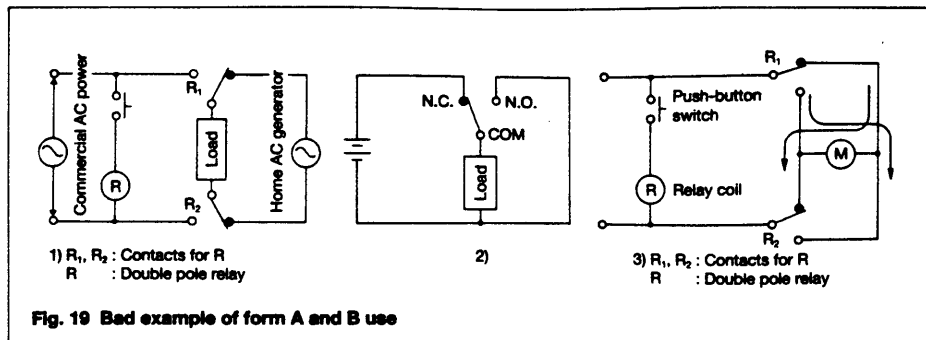 Commercial AC power
R
R₁
Load
R₂
Home AC generator
1) R₁, R₂ : Contacts for R
R : Double pole relay
N.C.
N.O.
COM
Load
2)
R₁
Push-button
switch
M
R
Relay coil
R₂
3) R₁, R₂ : Contacts for R
R : Double pole relay
Fig. 19 Bad example of form A and B use